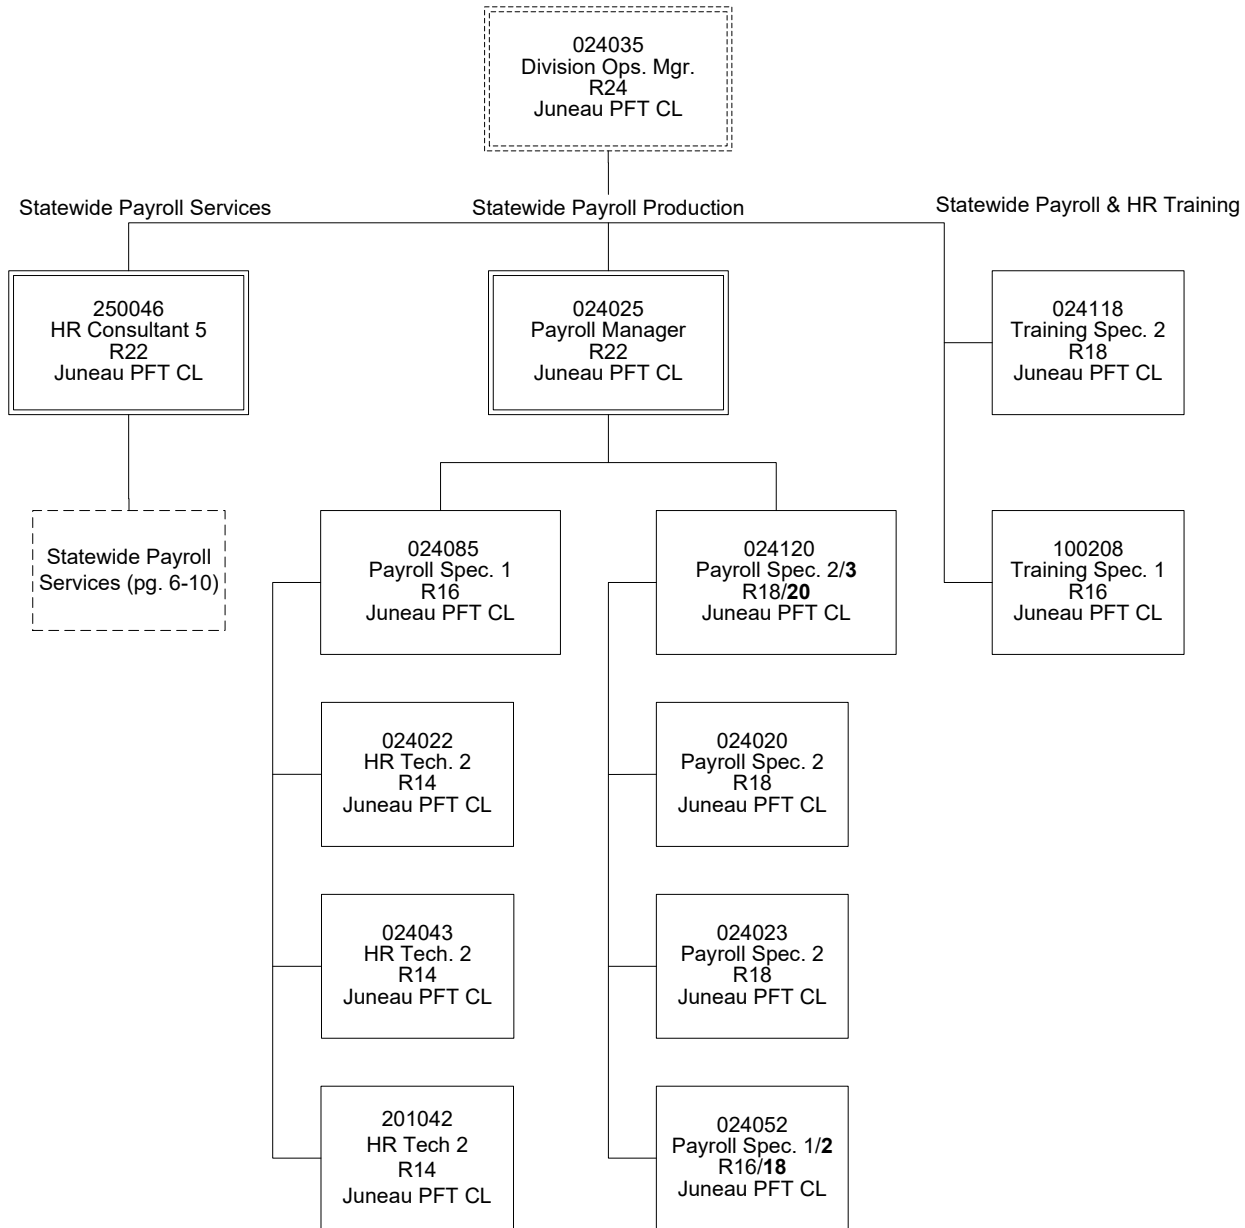 024035
Division Ops. Mgr.
R24
Juneau PFT CL
Statewide Payroll Services
Statewide Payroll Production
Statewide Payroll & HR Training
250046
HR Consultant 5
R22
Juneau PFT CL
024025
Payroll Manager
R22
Juneau PFT CL
024118
Training Spec. 2
R18
Juneau PFT CL
Statewide Payroll
Services (pg. 6-10)
024085
Payroll Spec. 1
R16
Juneau PFT CL
024120
Payroll Spec. 2/3
R18/20
Juneau PFT CL
100208
Training Spec. 1
R16
Juneau PFT CL
024022
HR Tech. 2
R14
Juneau PFT CL
024020
Payroll Spec. 2
R18
Juneau PFT CL
024043
HR Tech. 2
R14
Juneau PFT CL
024023
Payroll Spec. 2
R18
Juneau PFT CL
201042
HR Tech 2
R14
Juneau PFT CL
024052
Payroll Spec. 1/2
R16/18
Juneau PFT CL